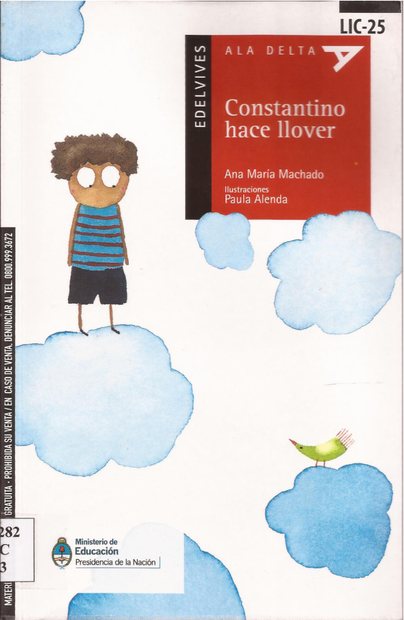 LIC-25
EDELVIVES
ALA DELTA
Constantino
hace llover
Ana María Machado
Ilustraciones
Paula Alenda
GRATUITA - PROHIBIDA SU VENTA / EN CASO DE VENTA, DENUNCIAR AL TEL. 0800.999.3672
282
C
3
Ministerio de
Educación
Presidencia de la Nación